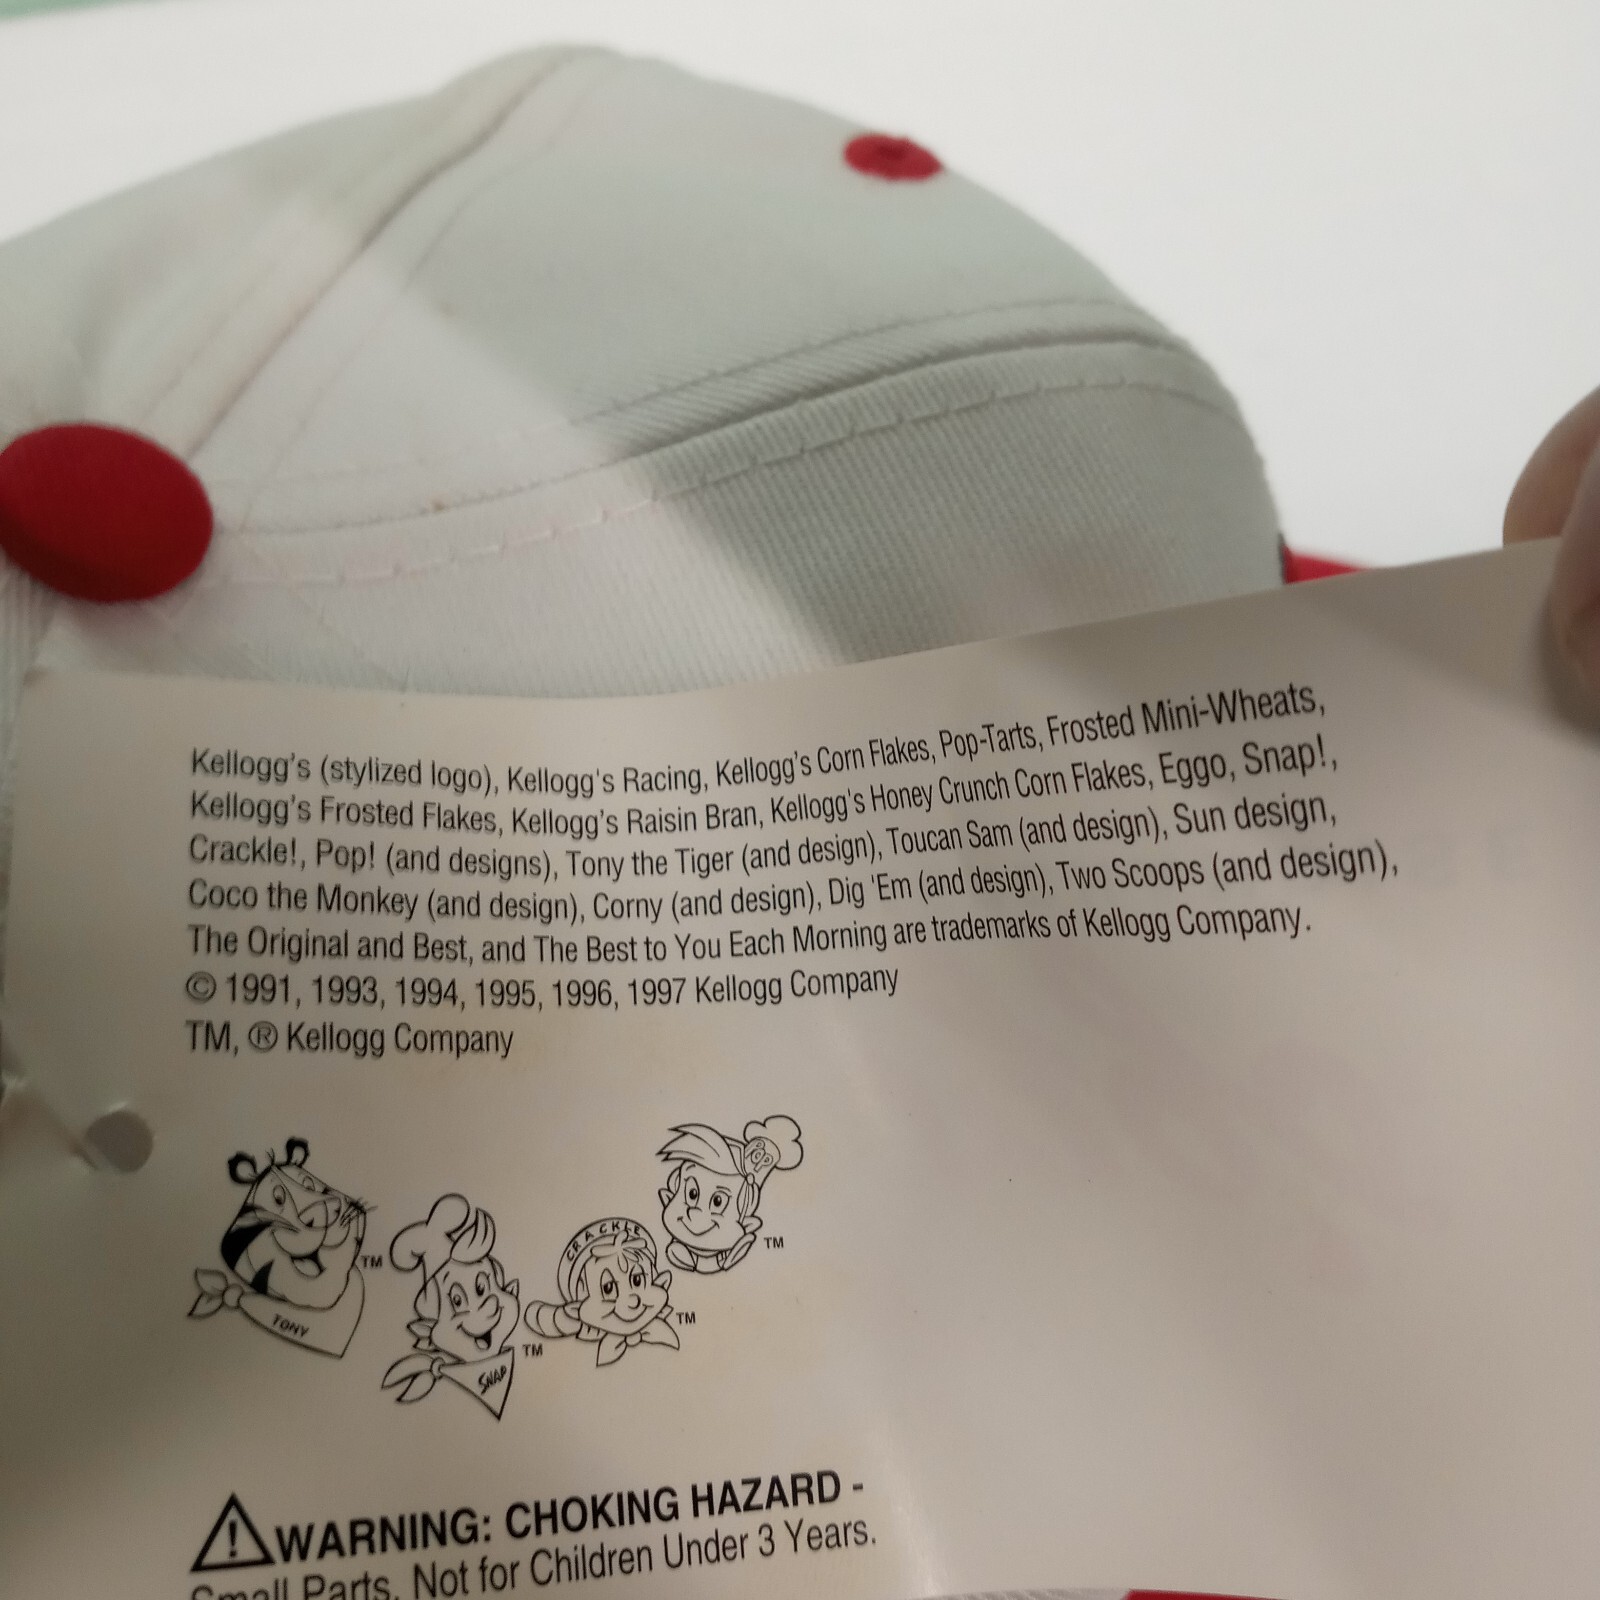 Kellogg's (stylized logo), Kellogg's Racing, Kellogg's Corn Flakes, Pop-Tarts, Frosted Mini-Wheats,
Kellogg's Frosted Flakes, Kellogg's Raisin Bran, Kellogg's Honey Crunch Corn Flakes, Eggo, Snap!,
Crackle!, Pop! (and designs), Tony the Tiger (and design), Toucan Sam (and design), Sun design,
Coco the Monkey (and design), Corny (and design), Dig 'Em (and design), Two Scoops (and design),
The Original and Best, and The Best to You Each Morning are trademarks of Kellogg Company.
© 1991, 1993, 1994, 1995, 1996, 1997 Kellogg Company
TM, ® Kellogg Company
POP
TM
CRACKLE
TM
TM
TONY
TM
SNAP
WARNING: CHOKING HAZARD -
Small Parts. Not for Children Under 3 Years.